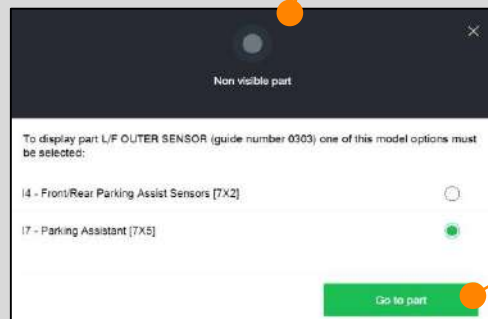 Non visible part
To display part L/F OUTER SENSOR (guide number 0303) one of this model options must
be selected:
I4 - Front/Rear Parking Assist Sensors [7X2]
I7 - Parking Assistant [7X5]
Go to part